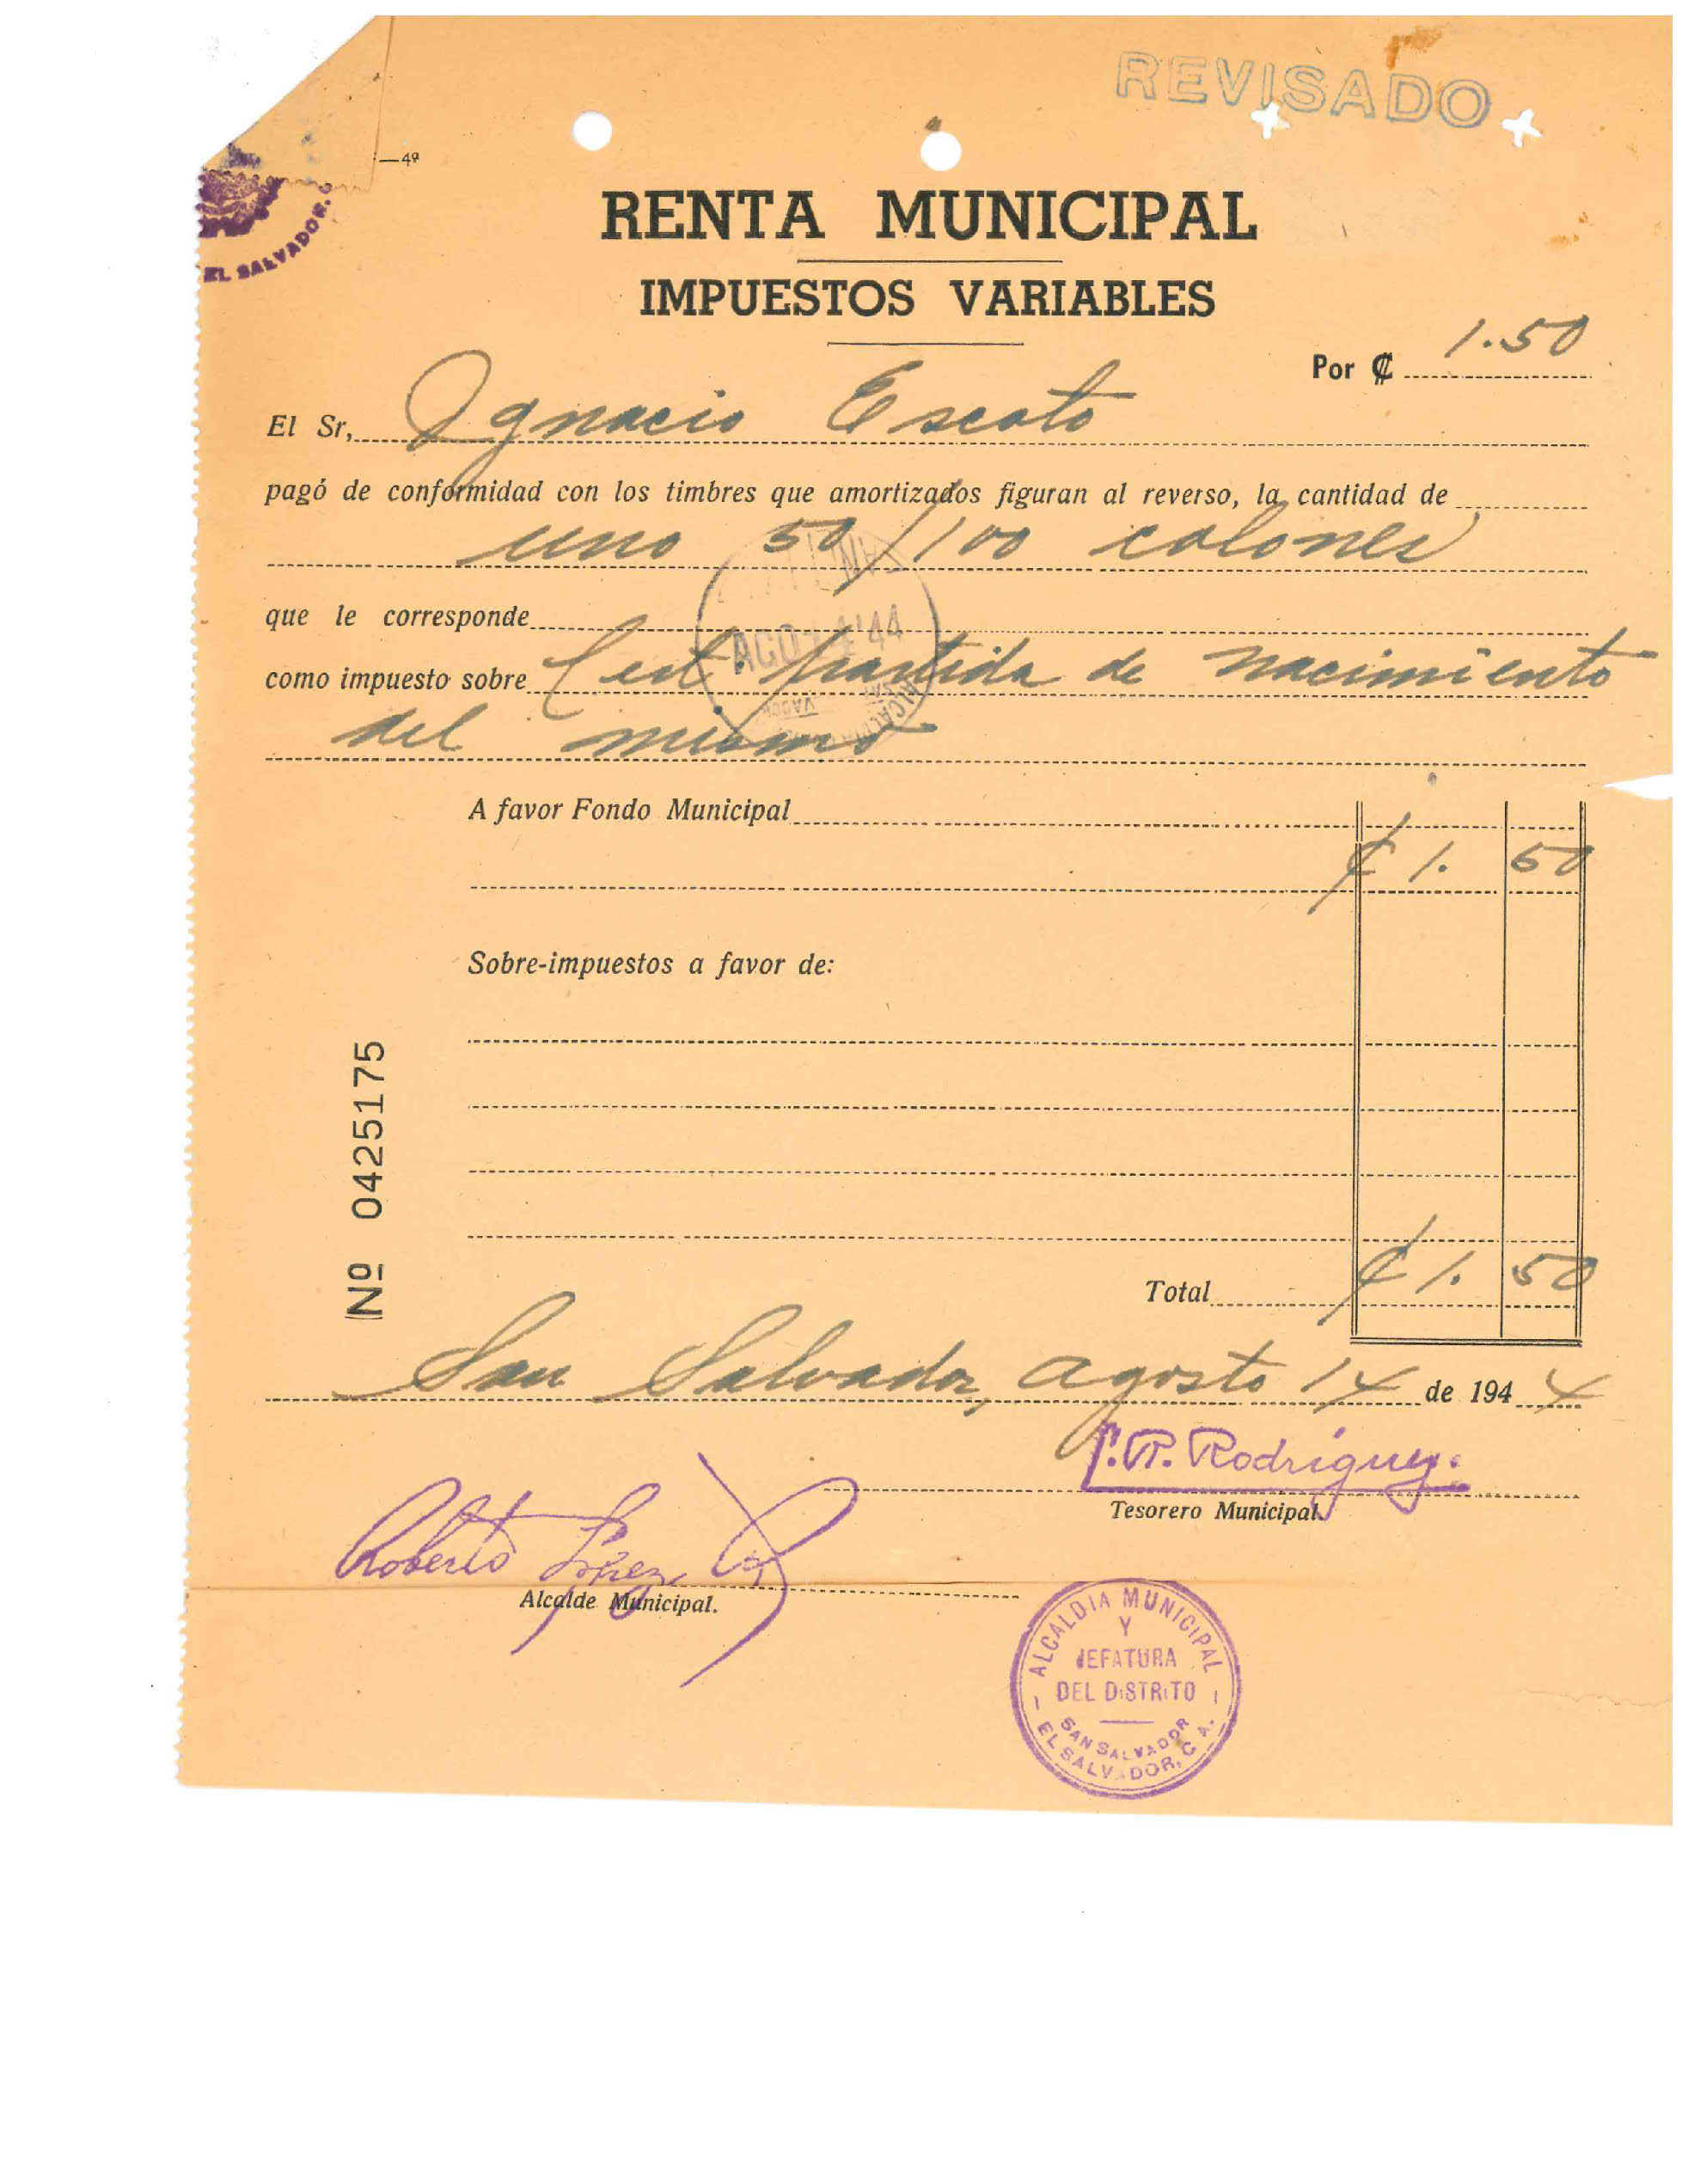 REVISADO
—4º
EL SALVADOR.
RENTA MUNICIPAL
IMPUESTOS VARIABLES
Por ₡ 1.50
El Sr, Ignacio Escoto
pagó de conformidad con los timbres que amortizados figuran al reverso, la cantidad de
uno 50/100 colones
que le corresponde
AGO 14 '44
como impuesto sobre Cert. partida de nacimiento
del mismo
A favor Fondo Municipal
₡ 1. 50
Sobre-impuestos a favor de:
Nº 0425175
Total ₡ 1. 50
San Salvador, agosto 14 de 1944
Rodríguez.
Tesorero Municipal.
Roberto López
Alcalde Municipal.
ALCALDIA MUNICIPAL
Y
JEFATURA
DEL DISTRITO
SAN SALVADOR
EL SALVADOR, C A.